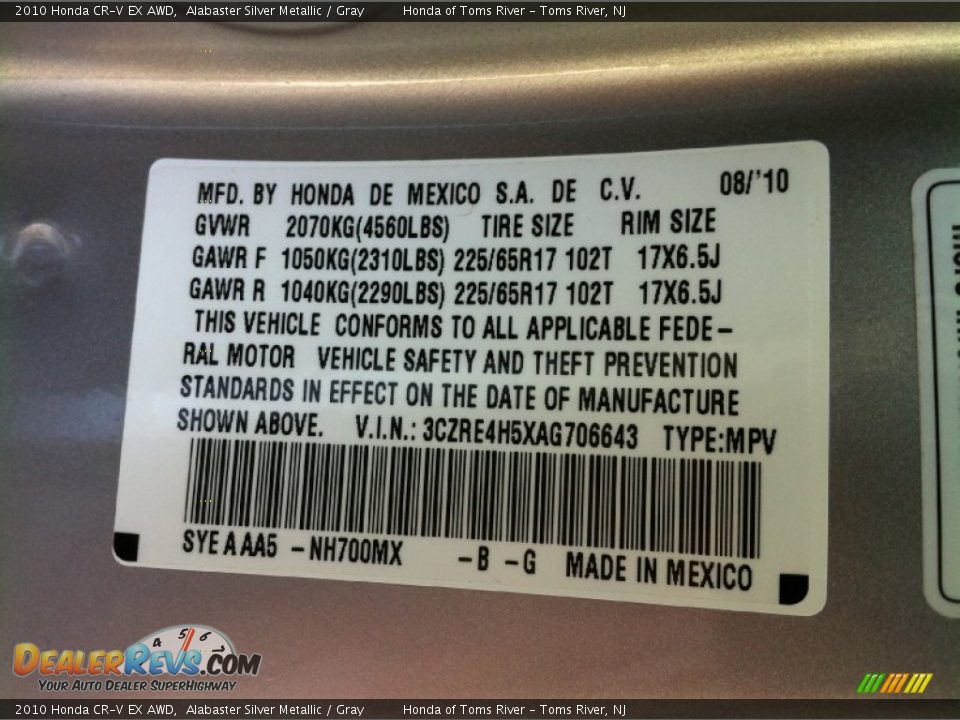 2010 Honda CR-V EX AWD, Alabaster Silver Metallic / Gray Honda of Toms River - Toms River, NJ
MFD. BY HONDA DE MEXICO S.A. DE C.V. 08/'10
GVWR 2070KG(4560LBS) TIRE SIZE RIM SIZE
GAWR F 1050KG(2310LBS) 225/65R17 102T 17X6.5J
GAWR R 1040KG(2290LBS) 225/65R17 102T 17X6.5J
THIS VEHICLE CONFORMS TO ALL APPLICABLE FEDE-
RAL MOTOR VEHICLE SAFETY AND THEFT PREVENTION
STANDARDS IN EFFECT ON THE DATE OF MANUFACTURE
SHOWN ABOVE. V.I.N.: 3CZRE4H5XAG706643 TYPE:MPV
SYE A AA5 -NH700MX -B -G MADE IN MEXICO
4 5 6
DEALERREVS.COM
YOUR AUTO DEALER SUPERHIGHWAY
2010 Honda CR-V EX AWD, Alabaster Silver Metallic / Gray Honda of Toms River - Toms River, NJ